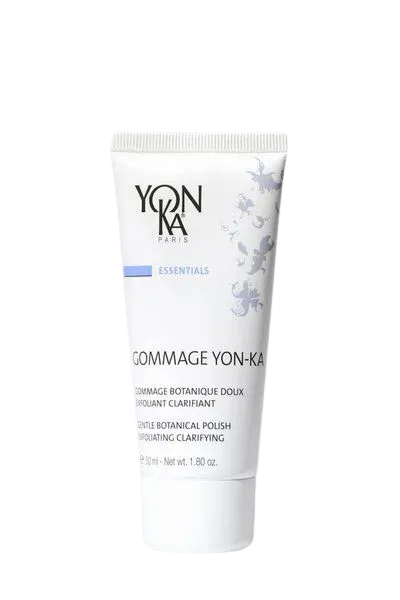 YON
KA®
PARIS
ESSENTIALS
GOMMAGE YON-KA
GOMMAGE BOTANIQUE DOUX
EXFOLIANT CLARIFIANT
GENTLE BOTANICAL POLISH
EXFOLIATING CLARIFYING
e 50 ml - Net wt. 1.80 oz.